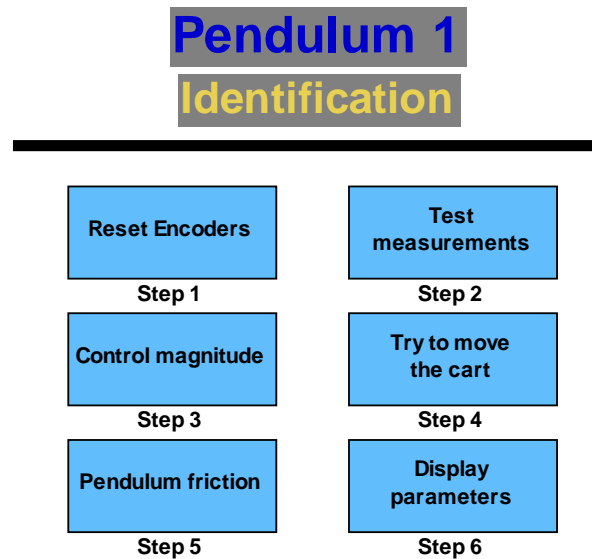 Pendulum 1
Identification
Reset Encoders
Step 1
Test
measurements
Step 2
Control magnitude
Step 3
Try to move
the cart
Step 4
Pendulum friction
Step 5
Display
parameters
Step 6